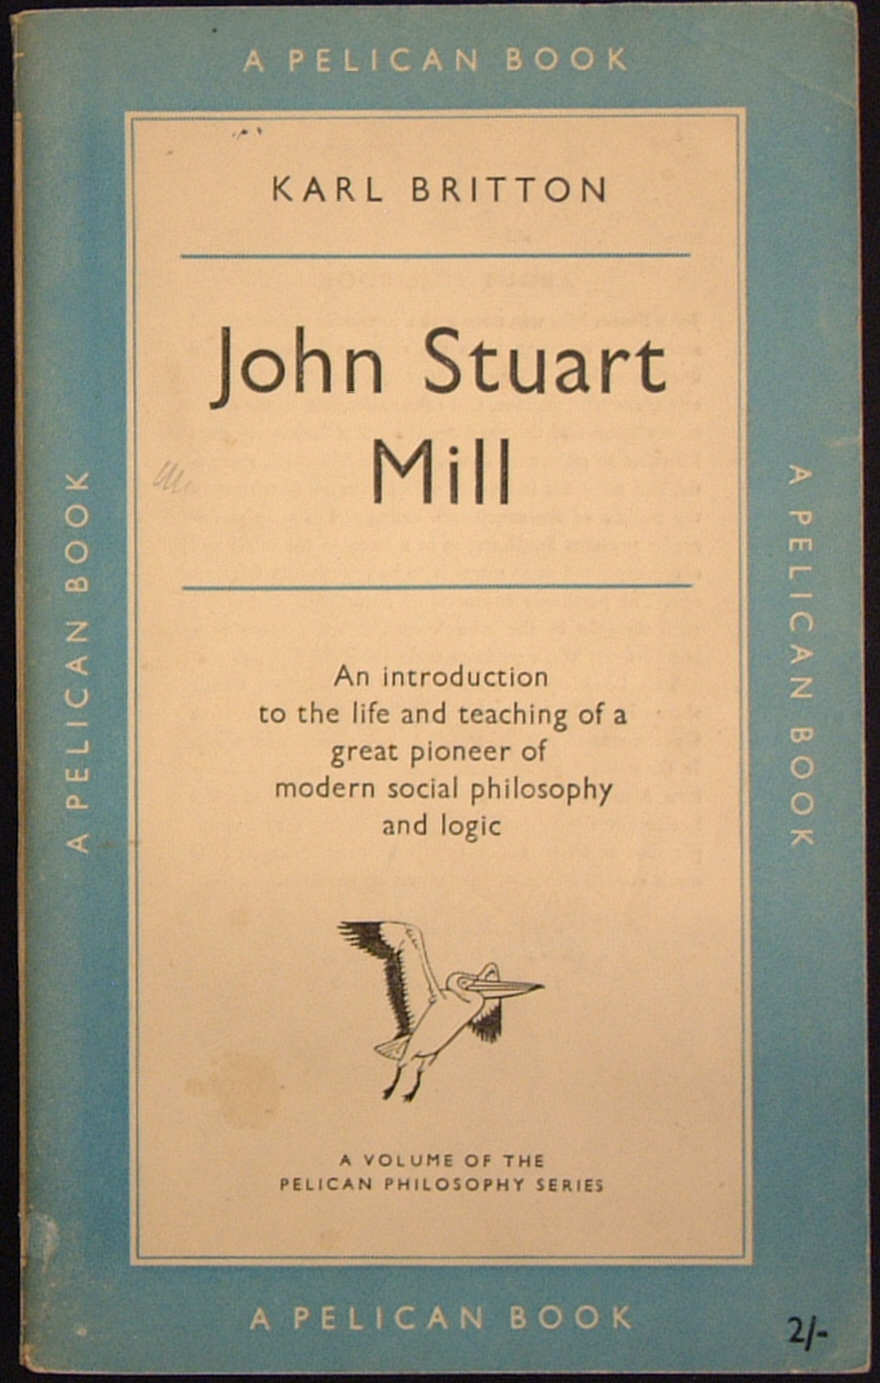 A PELICAN BOOK
KARL BRITTON
John Stuart
Mill
A PELICAN BOOK
A PELICAN BOOK
An introduction
to the life and teaching of a
great pioneer of
modern social philosophy
and logic
A VOLUME OF THE
PELICAN PHILOSOPHY SERIES
A PELICAN BOOK
2/-